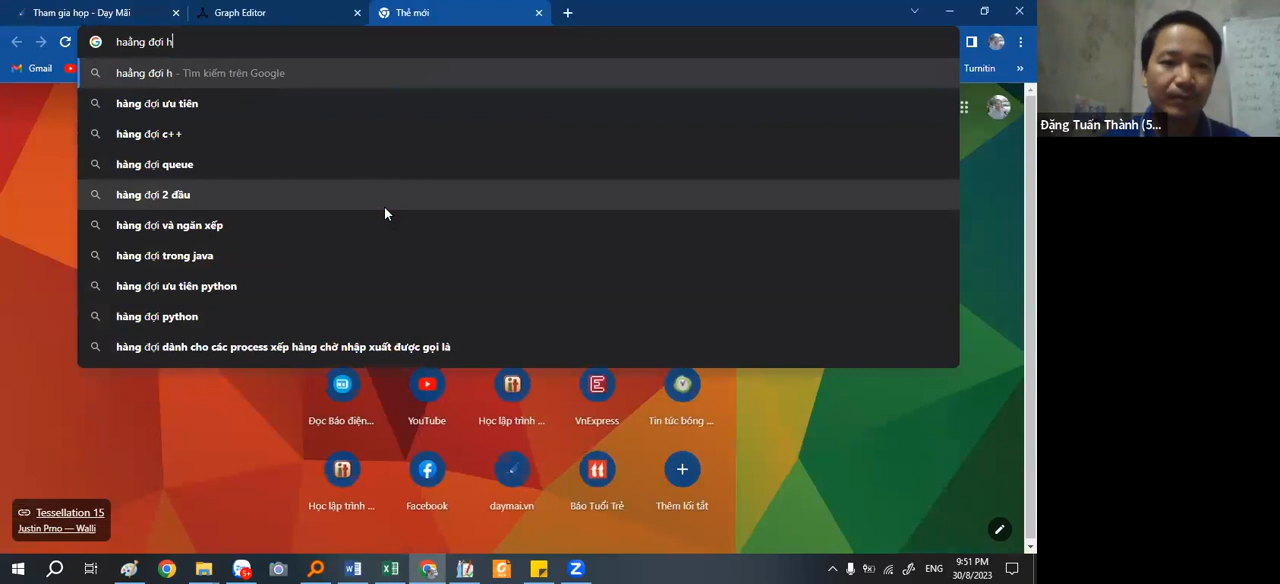 Tham gia họp - Dạy Mãi
Graph Editor
Thẻ mới
haằng đợi h
Gmail
Turnitin
haằng đợi h - Tìm kiếm trên Google
hàng đợi ưu tiên
hàng đợi c++
hàng đợi queue
hàng đợi 2 đầu
hàng đợi và ngăn xếp
hàng đợi trong java
hàng đợi ưu tiên python
hàng đợi python
hàng đợi dành cho các process xếp hàng chờ nhập xuất được gọi là
Đặng Tuấn Thành (5...
Đọc Báo điện...
YouTube
Học lập trình ...
VnExpress
Tin tức bóng ...
Học lập trình ...
Facebook
daymai.vn
Báo Tuổi Trẻ
Thêm lối tắt
Tessellation 15
Justin Prno — Walli
ENG
9:51 PM
30/8/2023